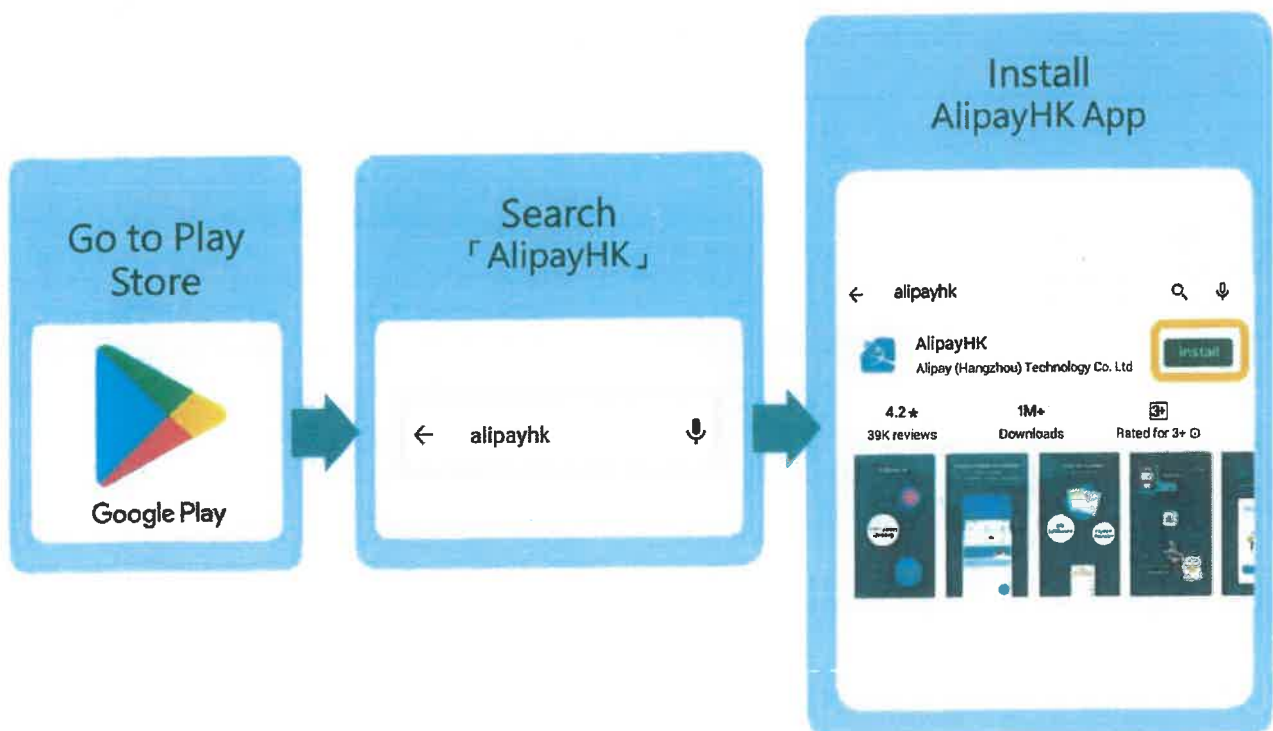 Go to Play
Store
Google Play
Search
「AlipayHK」
alipayhk
Install
AlipayHK App
alipayhk
AlipayHK
Alipay (Hangzhou) Technology Co. Ltd
Install
4.2★
39K reviews
1M+
Downloads
3+
Rated for 3+